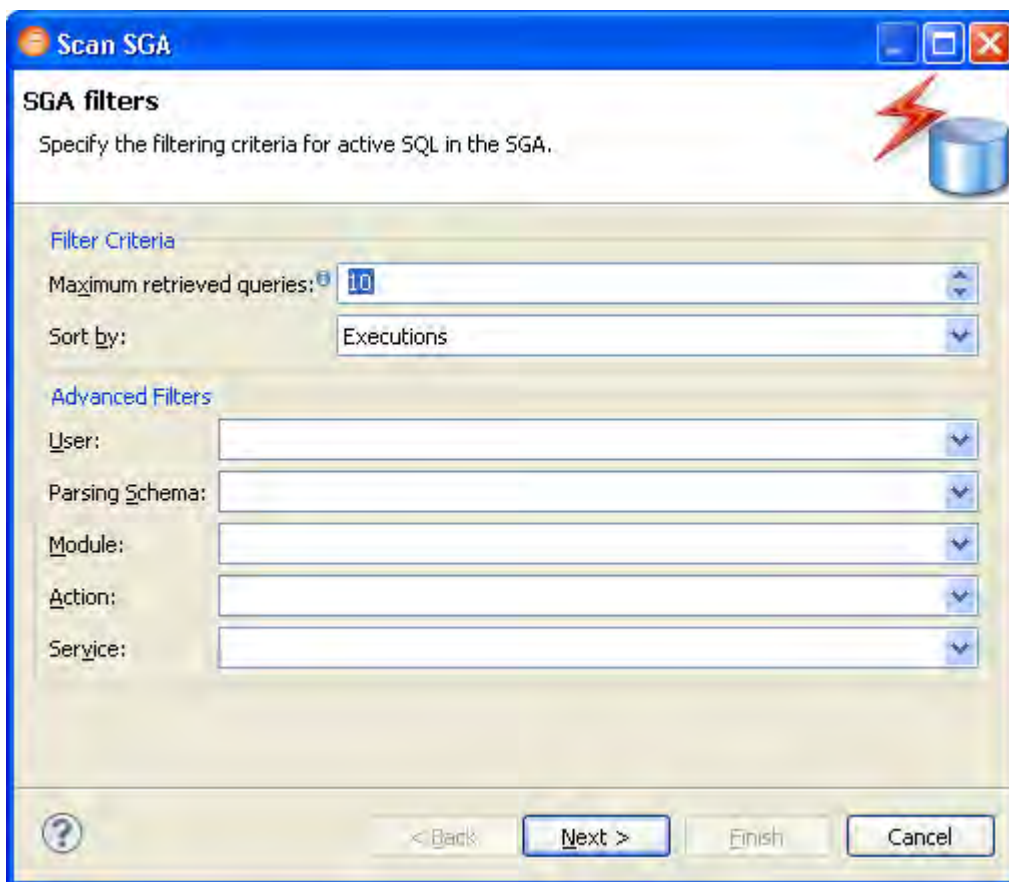 Scan SGA
SGA filters
Specify the filtering criteria for active SQL in the SGA.
Filter Criteria
Maximum retrieved queries: 10
Sort by: Executions
Advanced Filters
User:
Parsing Schema:
Module:
Action:
Service:
? < Back Next > Finish Cancel